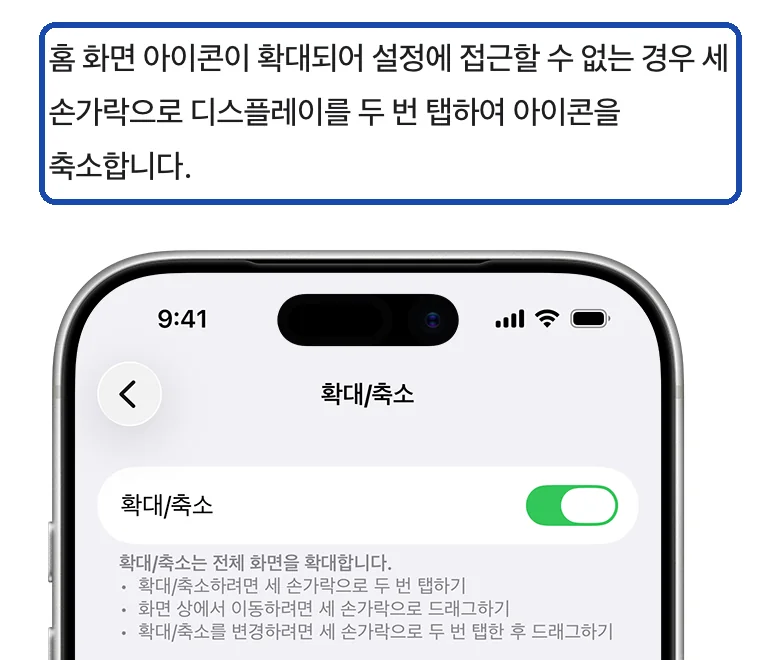 홈 화면 아이콘이 확대되어 설정에 접근할 수 없는 경우 세
손가락으로 디스플레이를 두 번 탭하여 아이콘을
축소합니다.
9:41
확대/축소
확대/축소
확대/축소는 전체 화면을 확대합니다.
• 확대/축소하려면 세 손가락으로 두 번 탭하기
• 화면 상에서 이동하려면 세 손가락으로 드래그하기
• 확대/축소를 변경하려면 세 손가락으로 두 번 탭한 후 드래그하기